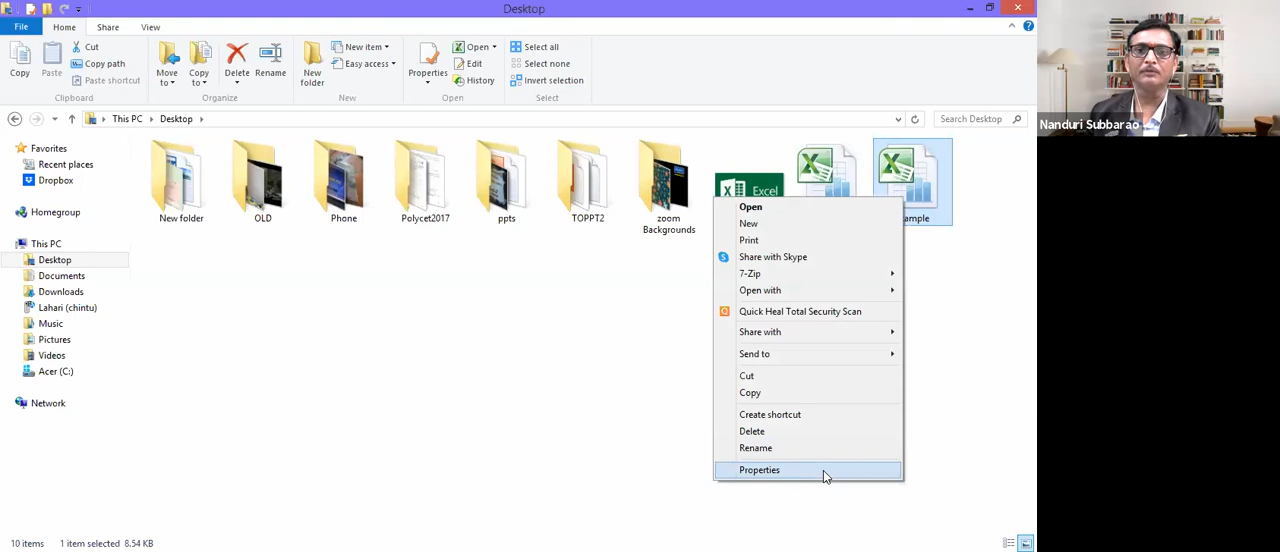 Desktop
File
Home
Share
View
Copy
Paste
Cut
Copy path
Paste shortcut
Clipboard
Move to
Copy to
Delete
Rename
Organize
New folder
New item
Easy access
New
Properties
Open
Edit
History
Open
Select all
Select none
Invert selection
Select
This PC
Desktop
Search Desktop
Favorites
Recent places
Dropbox
Homegroup
This PC
Desktop
Documents
Downloads
Lahari (chintu)
Music
Pictures
Videos
Acer (C:)
Network
New folder
OLD
Phone
Polycet2017
ppts
TOPPT2
zoom
Backgrounds
Excel
ample
Open
New
Print
Share with Skype
7-Zip
Open with
Quick Heal Total Security Scan
Share with
Send to
Cut
Copy
Create shortcut
Delete
Rename
Properties
10 items
1 item selected 8.54 KB
Nanduri Subbarao